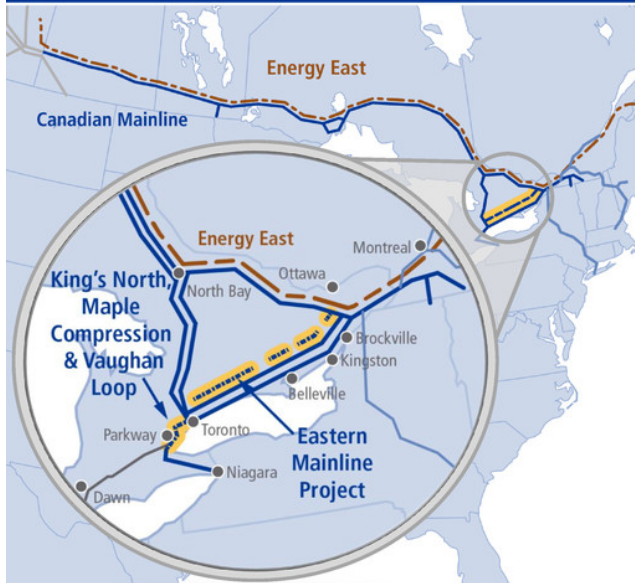 Energy East
Canadian Mainline
Energy East
Montreal
Ottawa
King's North,
Maple
Compression
& Vaughan
Loop
North Bay
Brockville
Kingston
Belleville
Parkway
Toronto
Eastern
Mainline
Project
Niagara
Dawn